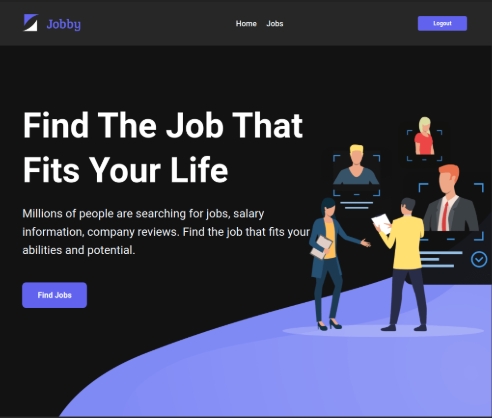 Jobby
Home Jobs
Logout
Find The Job That
Fits Your Life
Millions of people are searching for jobs, salary
information, company reviews. Find the job that fits your
abilities and potential.
Find Jobs